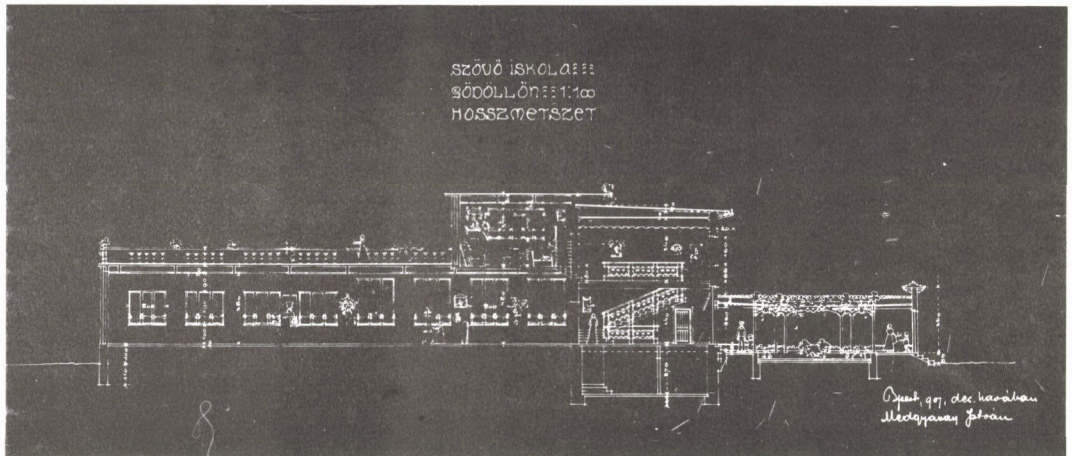 SZÖVŐ ISKOLA
GÖDÖLLŐN 1:100
HOSSZMETSZET
Bpest, 907, dec. havában
Medgyaszay István